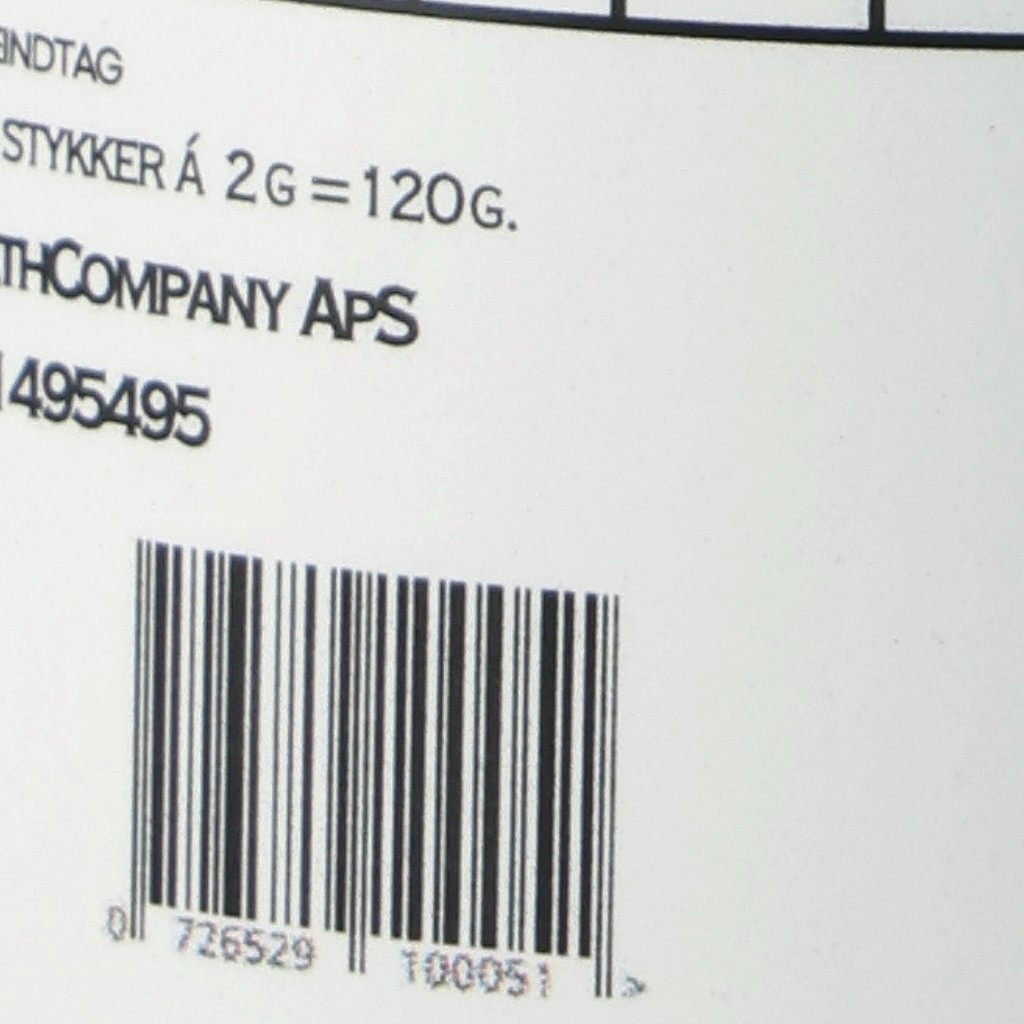 INDTAG
STYKKER Á 2G=120G.
THCOMPANY APS
1495495
0 726529 100051 >